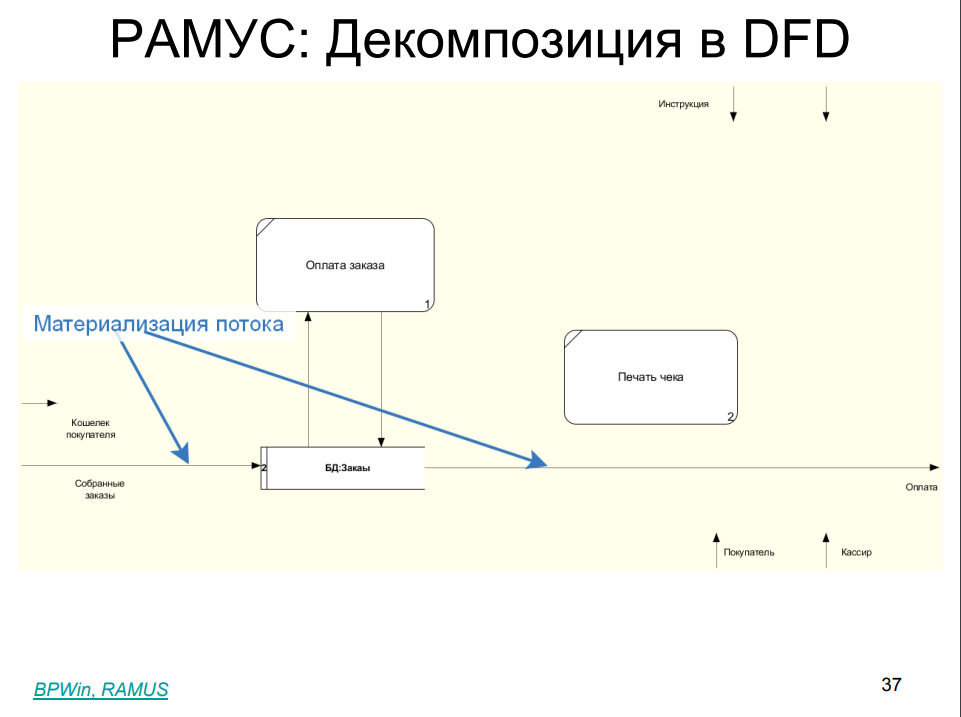 РАМУС: Декомпозиция в DFD
Инструкция
Оплата заказа
1
Материализация потока
Печать чека
2
Кошелек
покупателя
2
БД:Закаы
Собранные
заказы
Оплата
Покупатель
Кассир
BPWin, RAMUS
37